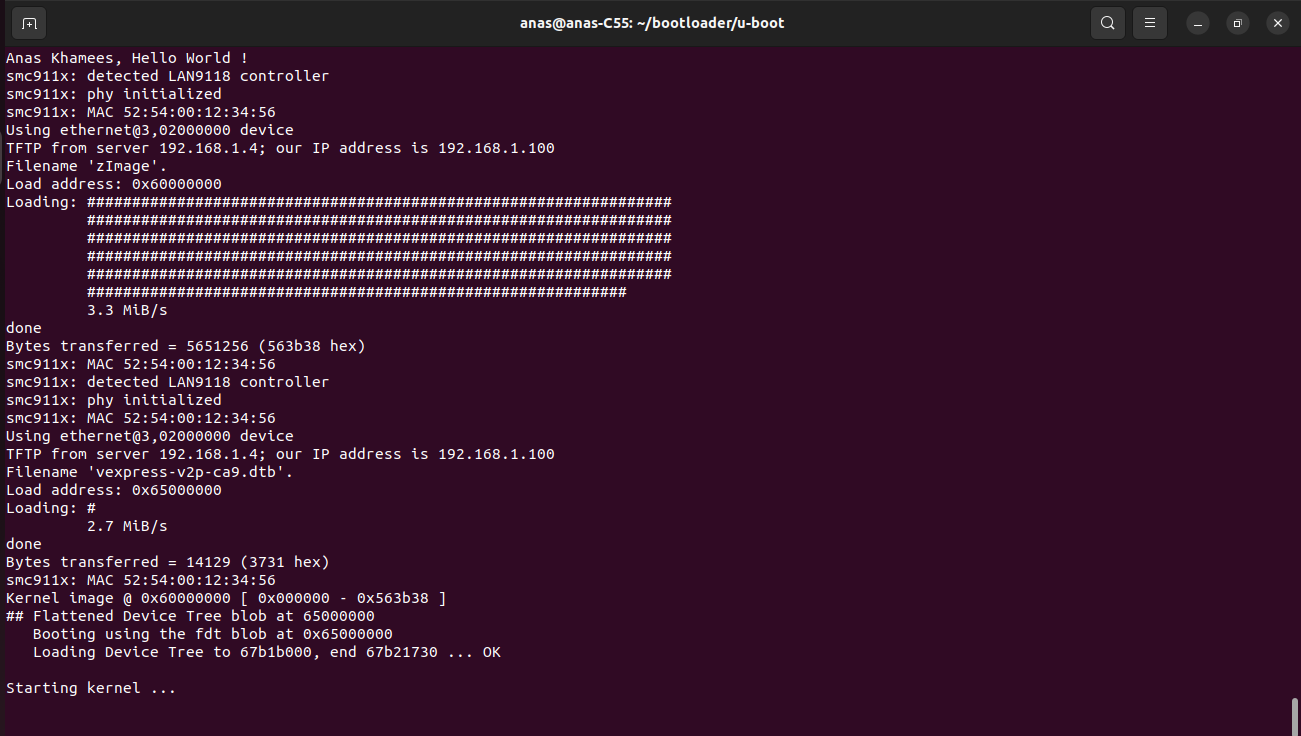 anas@anas-C55: ~/bootloader/u-boot
Anas Khamees, Hello World !
smc911x: detected LAN9118 controller
smc911x: phy initialized
smc911x: MAC 52:54:00:12:34:56
Using ethernet@3,02000000 device
TFTP from server 192.168.1.4; our IP address is 192.168.1.100
Filename 'zImage'.
Load address: 0x60000000
Loading: #################################################################
#################################################################
#################################################################
#################################################################
#################################################################
############################################################
3.3 MiB/s
done
Bytes transferred = 5651256 (563b38 hex)
smc911x: MAC 52:54:00:12:34:56
smc911x: detected LAN9118 controller
smc911x: phy initialized
smc911x: MAC 52:54:00:12:34:56
Using ethernet@3,02000000 device
TFTP from server 192.168.1.4; our IP address is 192.168.1.100
Filename 'vexpress-v2p-ca9.dtb'.
Load address: 0x65000000
Loading: #
2.7 MiB/s
done
Bytes transferred = 14129 (3731 hex)
smc911x: MAC 52:54:00:12:34:56
Kernel image @ 0x60000000 [ 0x000000 - 0x563b38 ]
## Flattened Device Tree blob at 65000000
Booting using the fdt blob at 0x65000000
Loading Device Tree to 67b1b000, end 67b21730 ... OK
Starting kernel ...